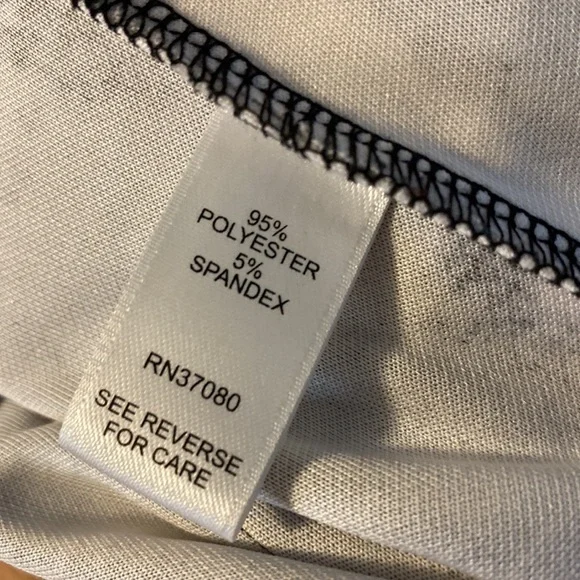 95%
POLYESTER
5%
SPANDEX
RN37080
SEE REVERSE
FOR CARE